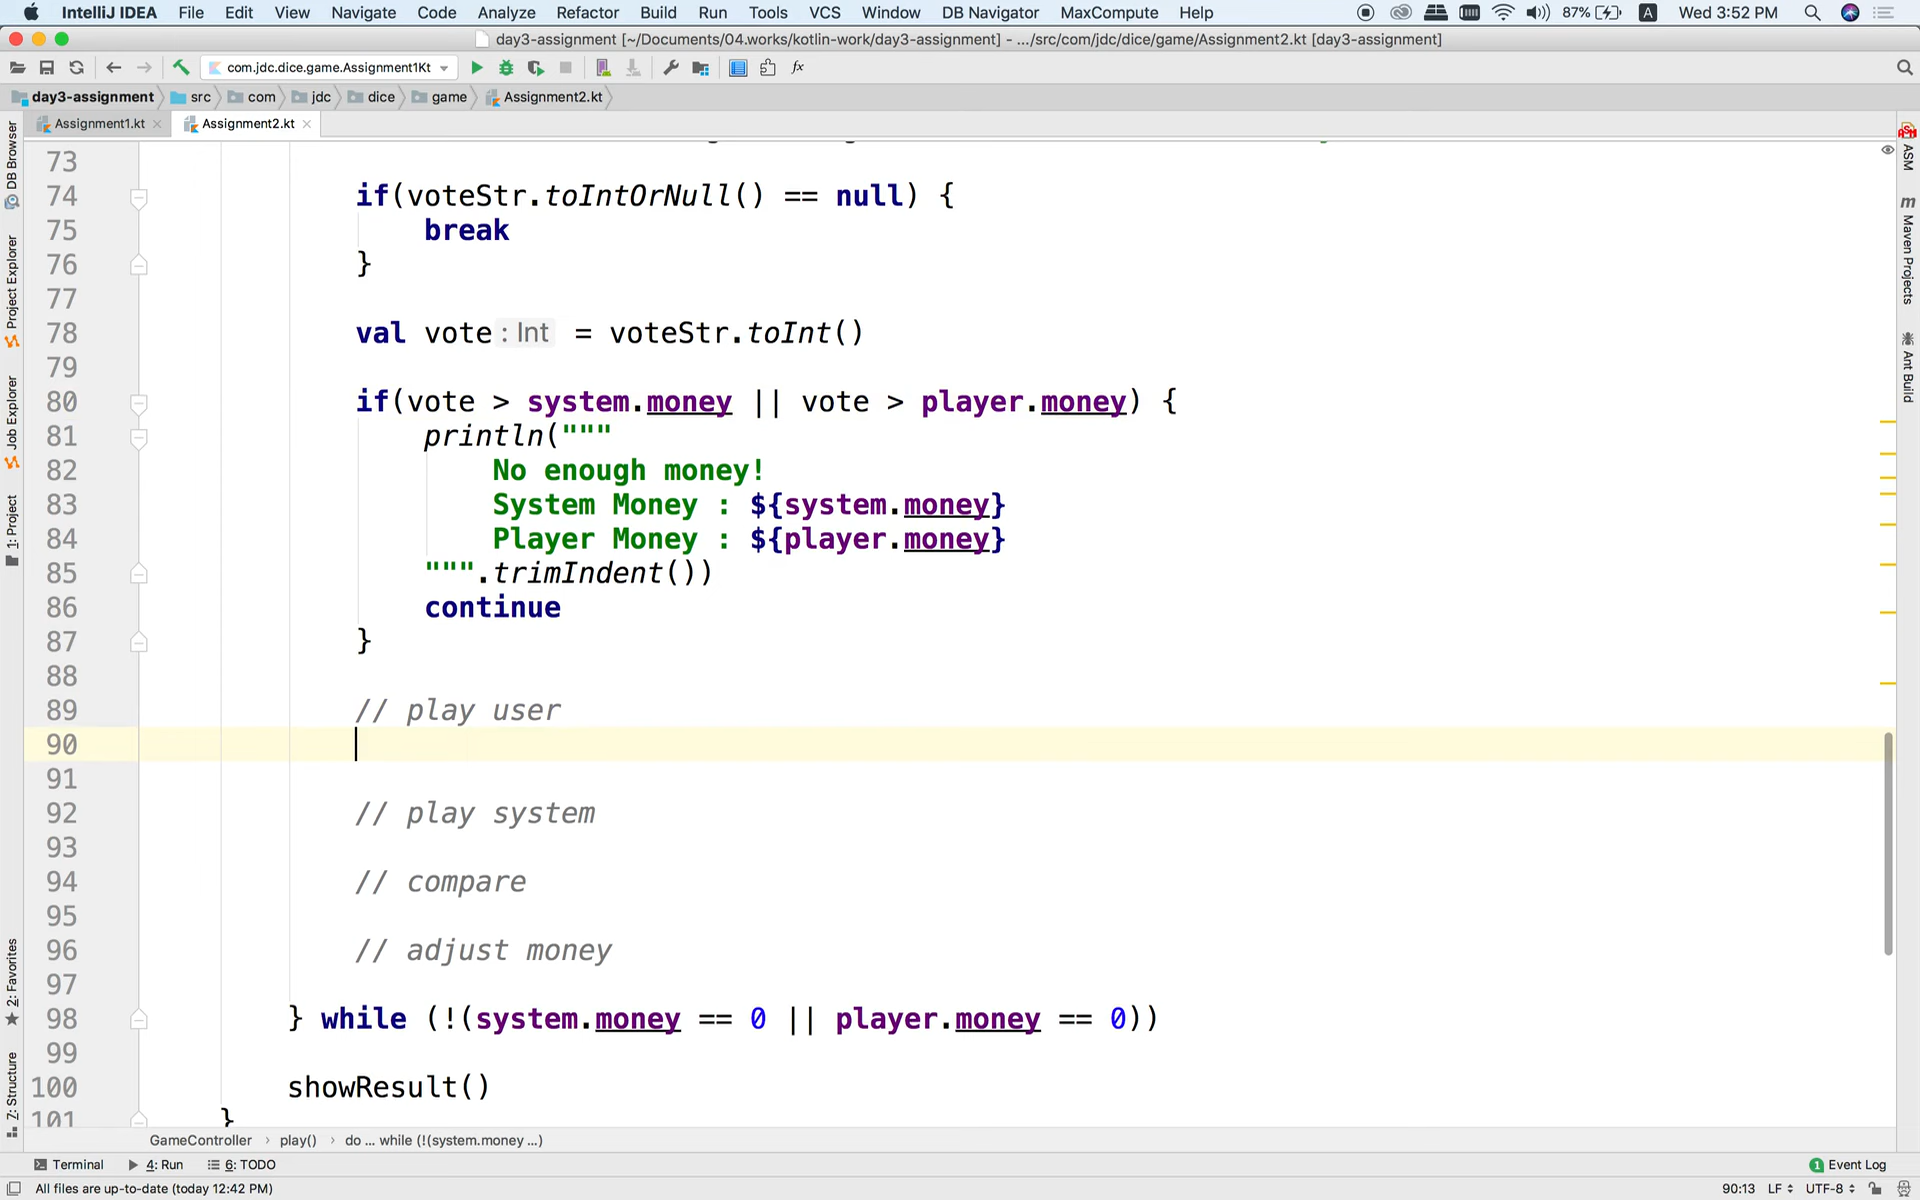 IntelliJ IDEA File Edit View Navigate Code Analyze Refactor Build Run Tools VCS Window DB Navigator MaxCompute Help 87% A Wed 3:52 PM
day3-assignment [~/Documents/04.works/kotlin-work/day3-assignment] - .../src/com/jdc/dice/game/Assignment2.kt [day3-assignment]
com.jdc.dice.game.Assignment1Kt
day3-assignment src com jdc dice game Assignment2.kt
Assignment1.kt Assignment2.kt
DB Browser
Project Explorer
Job Explorer
1: Project
2: Favorites
Z: Structure
73
74 if(voteStr.toIntOrNull() == null) {
75 break
76 }
77
78 val vote : Int = voteStr.toInt()
79
80 if(vote > system.money || vote > player.money) {
81 println("""
82 No enough money!
83 System Money : ${system.money}
84 Player Money : ${player.money}
85 """.trimIndent())
86 continue
87 }
88
89 // play user
90
91
92 // play system
93
94 // compare
95
96 // adjust money
97
98 } while (!(system.money == 0 || player.money == 0))
99
100 showResult()
101 }
ASM
ASM
m Maven Projects
Ant Build
GameController › play() › do ... while (!(system.money ...)
Terminal 4: Run 6: TODO 1 Event Log
All files are up-to-date (today 12:42 PM) 90:13 LF UTF-8